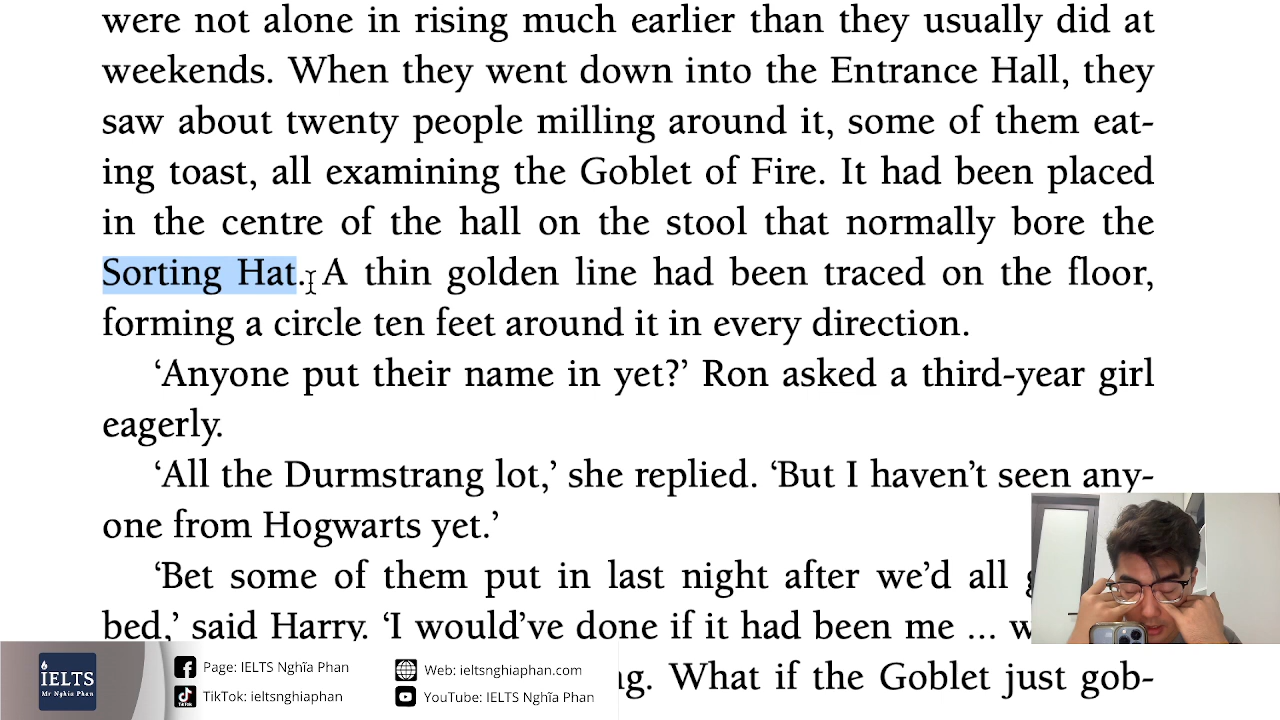 were not alone in rising much earlier than they usually did at
weekends. When they went down into the Entrance Hall, they
saw about twenty people milling around it, some of them eat-
ing toast, all examining the Goblet of Fire. It had been placed
in the centre of the hall on the stool that normally bore the
Sorting Hat. A thin golden line had been traced on the floor,
forming a circle ten feet around it in every direction.
‘Anyone put their name in yet?’ Ron asked a third-year girl
eagerly.
‘All the Durmstrang lot,’ she replied. ‘But I haven’t seen any-
one from Hogwarts yet.’
‘Bet some of them put in last night after we’d all
bed,’ said Harry. ‘I would’ve done if it had been me ...
What if the Goblet just gob-
IELTS
Mr Nghia Phan
Page: IELTS Nghĩa Phan
TikTok: ieltsnghiaphan
Web: ieltsnghiaphan.com
YouTube: IELTS Nghĩa Phan